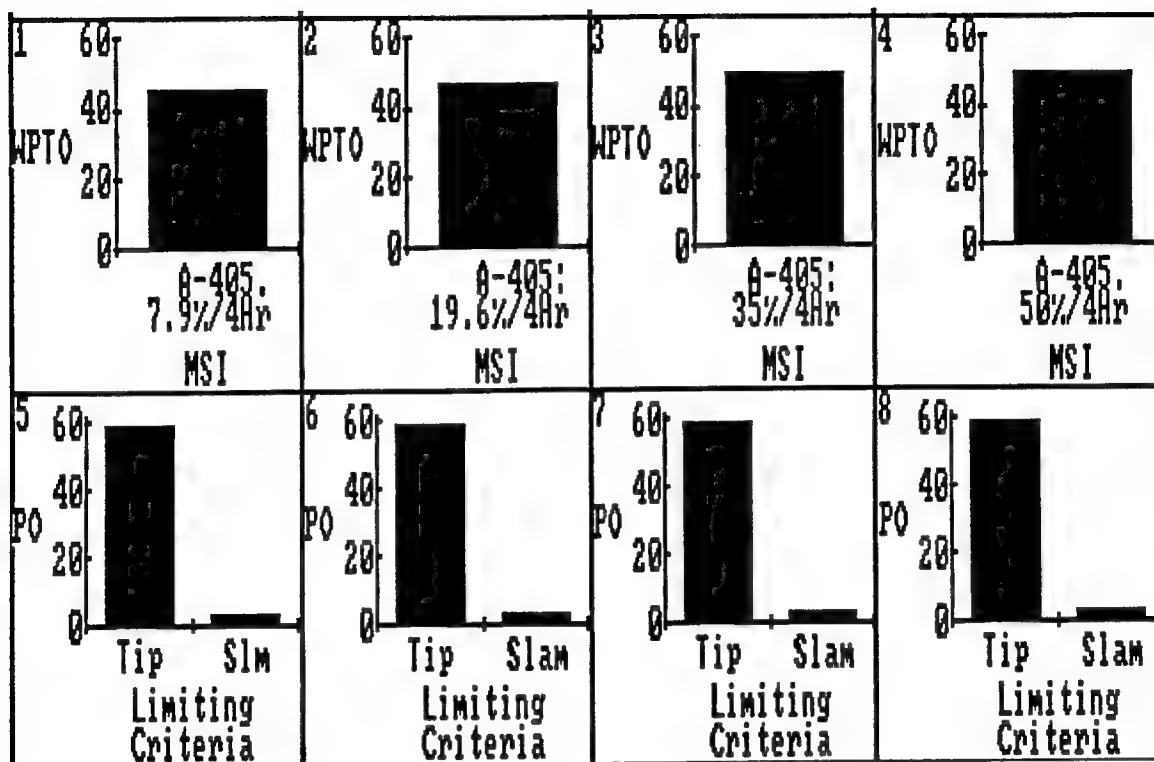 1
60
40
WPTO
20
0
A-405.
7.9%/4Hr
MSI
2
60
40
WPTO
20
0
A-405:
19.6%/4Hr
MSI
3
60
40
WPTO
20
0
A-405:
35%/4Hr
MSI
4
60
40
WPTO
20
0
A-405.
50%/4Hr
MSI
5
60
40
PO
20
0
Tip Slm
Limiting
Criteria
6
60
40
PO
20
0
Tip Slam
Limiting
Criteria
7
60
40
PO
20
0
Tip Slam
Limiting
Criteria
8
60
40
PO
20
0
Tip Slam
Limiting
Criteria